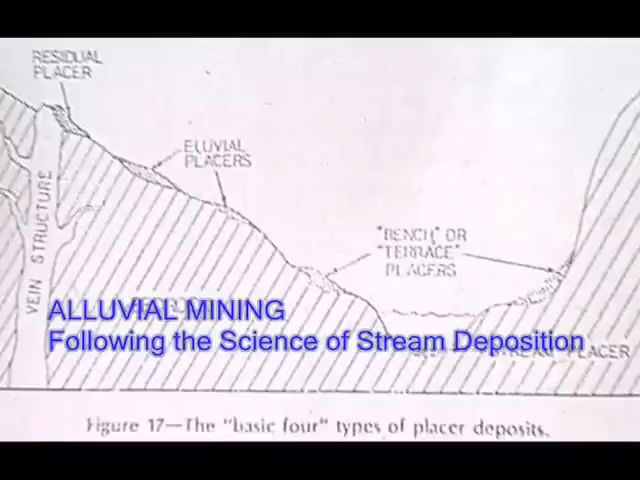 RESIDUAL
PLACER
ELUVIAL
PLACERS
"BENCH" OR
"TERRACE"
PLACERS
VEIN STRUCTURE
ALLUVIAL MINING
Following the Science of Stream Deposition
STREAM PLACER
Figure 17—The "basic four" types of placer deposits.